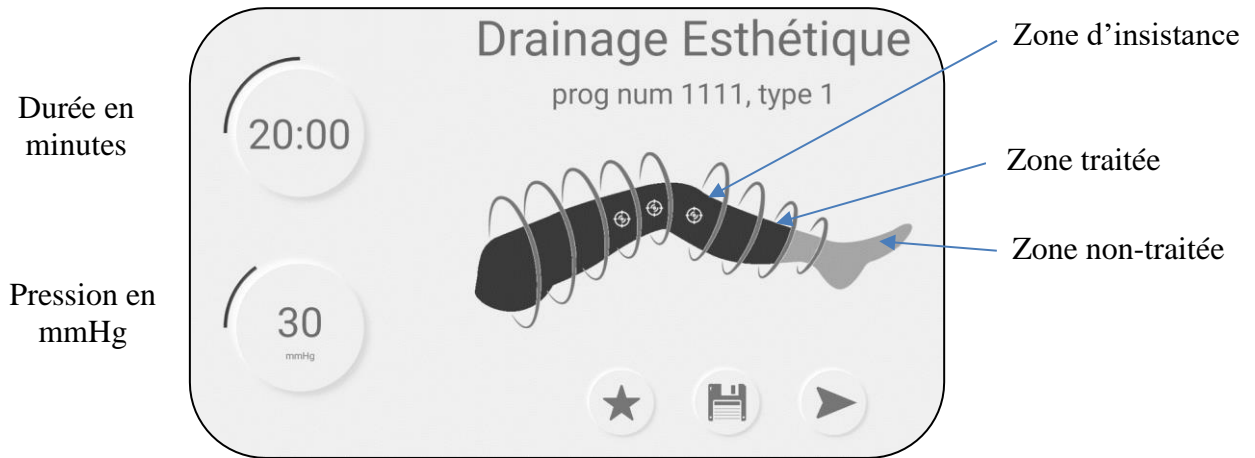 Drainage Esthétique
prog num 1111, type 1
Durée en
minutes
20:00
Pression en
mmHg
30
mmHg
Zone d’insistance
Zone traitée
Zone non-traitée